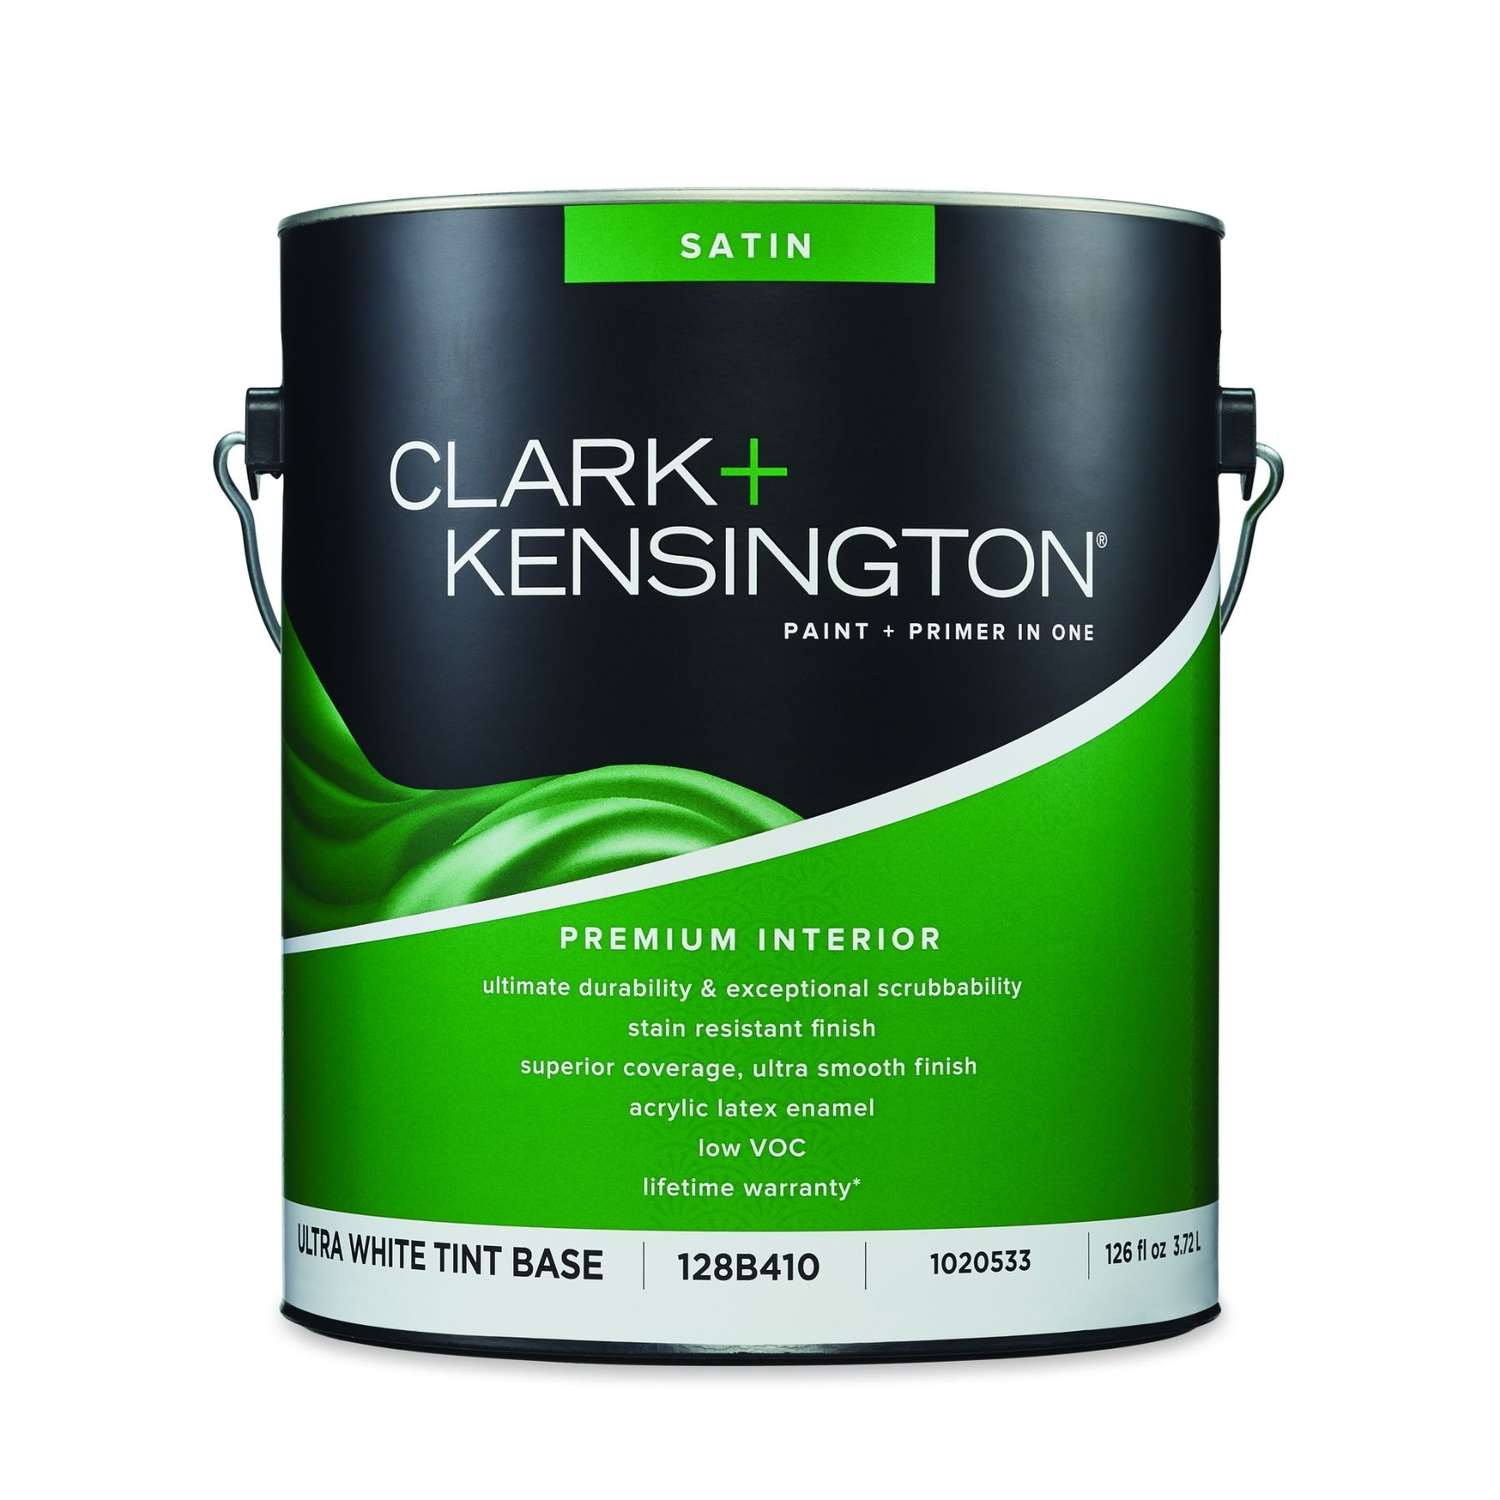 SATIN
CLARK+
KENSINGTON®
PAINT + PRIMER IN ONE
PREMIUM INTERIOR
ultimate durability & exceptional scrubbability
stain resistant finish
superior coverage, ultra smooth finish
acrylic latex enamel
low VOC
lifetime warranty*
ULTRA WHITE TINT BASE | 128B410 | 1020533 | 126 fl oz 3.72 L